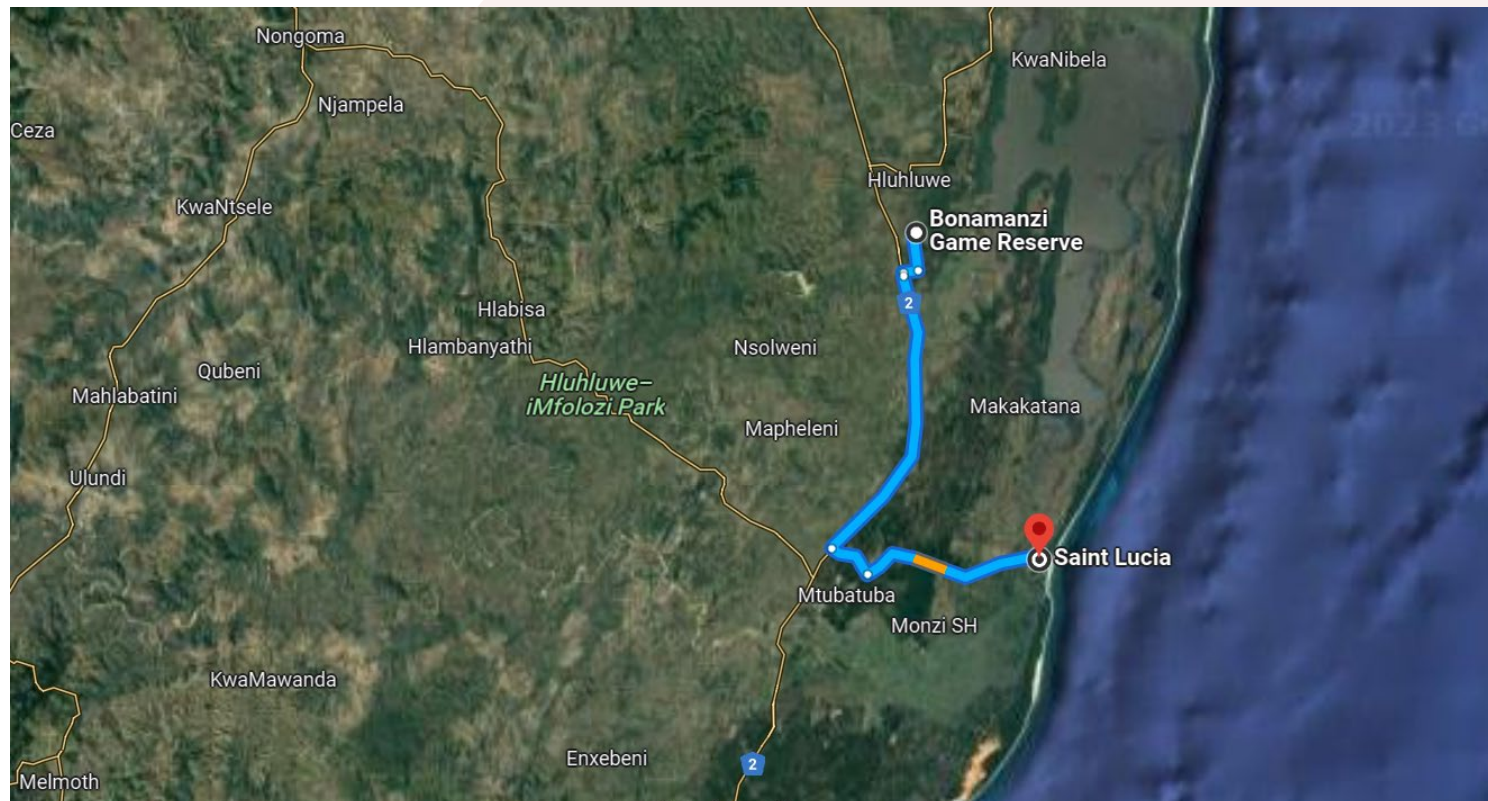 Nongoma
KwaNibela
Njampela
Ceza
Hluhluwe
KwaNtsele
Bonamanzi
Game Reserve
2
Hlabisa
Hlambanyathi
Nsolweni
Qubeni
Hluhluwe–
iMfolozi Park
Mahlabatini
Makakatana
Mapheleni
Ulundi
Saint Lucia
Mtubatuba
Monzi SH
KwaMawanda
Enxebeni
2
Melmoth